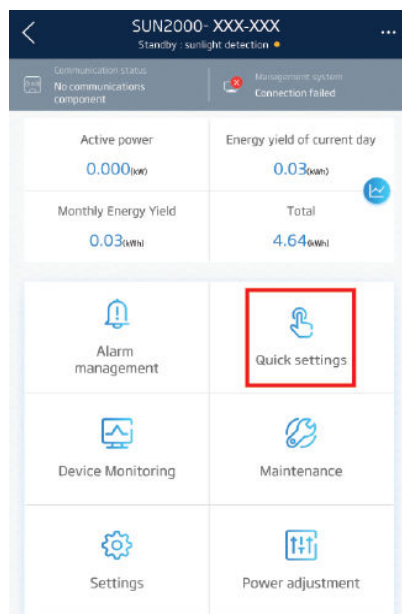 SUN2000- XXX-XXX
Standby : sunlight detection
Communication status
No communications
component
Management system
Connection failed
Active power
0.000(kW)
Energy yield of current day
0.03(kWh)
Monthly Energy Yield
0.03(kWh)
Total
4.64(kWh)
Alarm
management
Quick settings
Device Monitoring
Maintenance
Settings
Power adjustment